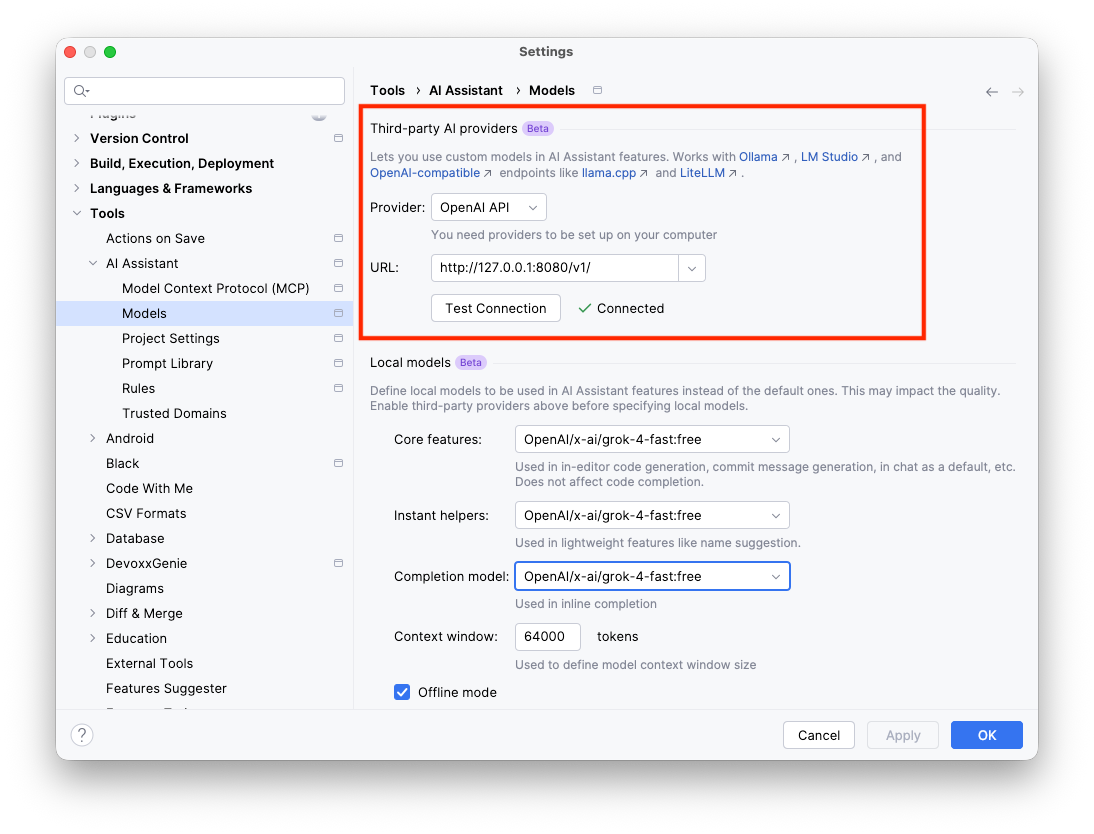 Settings
Plugins
Version Control
Build, Execution, Deployment
Languages & Frameworks
Tools
Actions on Save
AI Assistant
Model Context Protocol (MCP)
Models
Project Settings
Prompt Library
Rules
Trusted Domains
Android
Black
Code With Me
CSV Formats
Database
DevoxxGenie
Diagrams
Diff & Merge
Education
External Tools
Features Suggester
Tools › AI Assistant › Models
Third-party AI providers Beta
Lets you use custom models in AI Assistant features. Works with Ollama ↗ , LM Studio ↗ , and
OpenAI-compatible ↗ endpoints like llama.cpp ↗ and LiteLLM ↗ .
Provider: OpenAI API
You need providers to be set up on your computer
URL: http://127.0.0.1:8080/v1/
Test Connection Connected
Local models Beta
Define local models to be used in AI Assistant features instead of the default ones. This may impact the quality.
Enable third-party providers above before specifying local models.
Core features: OpenAI/x-ai/grok-4-fast:free
Used in in-editor code generation, commit message generation, in chat as a default, etc.
Does not affect code completion.
Instant helpers: OpenAI/x-ai/grok-4-fast:free
Used in lightweight features like name suggestion.
Completion model: OpenAI/x-ai/grok-4-fast:free
Used in inline completion
Context window: 64000 tokens
Used to define model context window size
Offline mode
? Cancel Apply OK